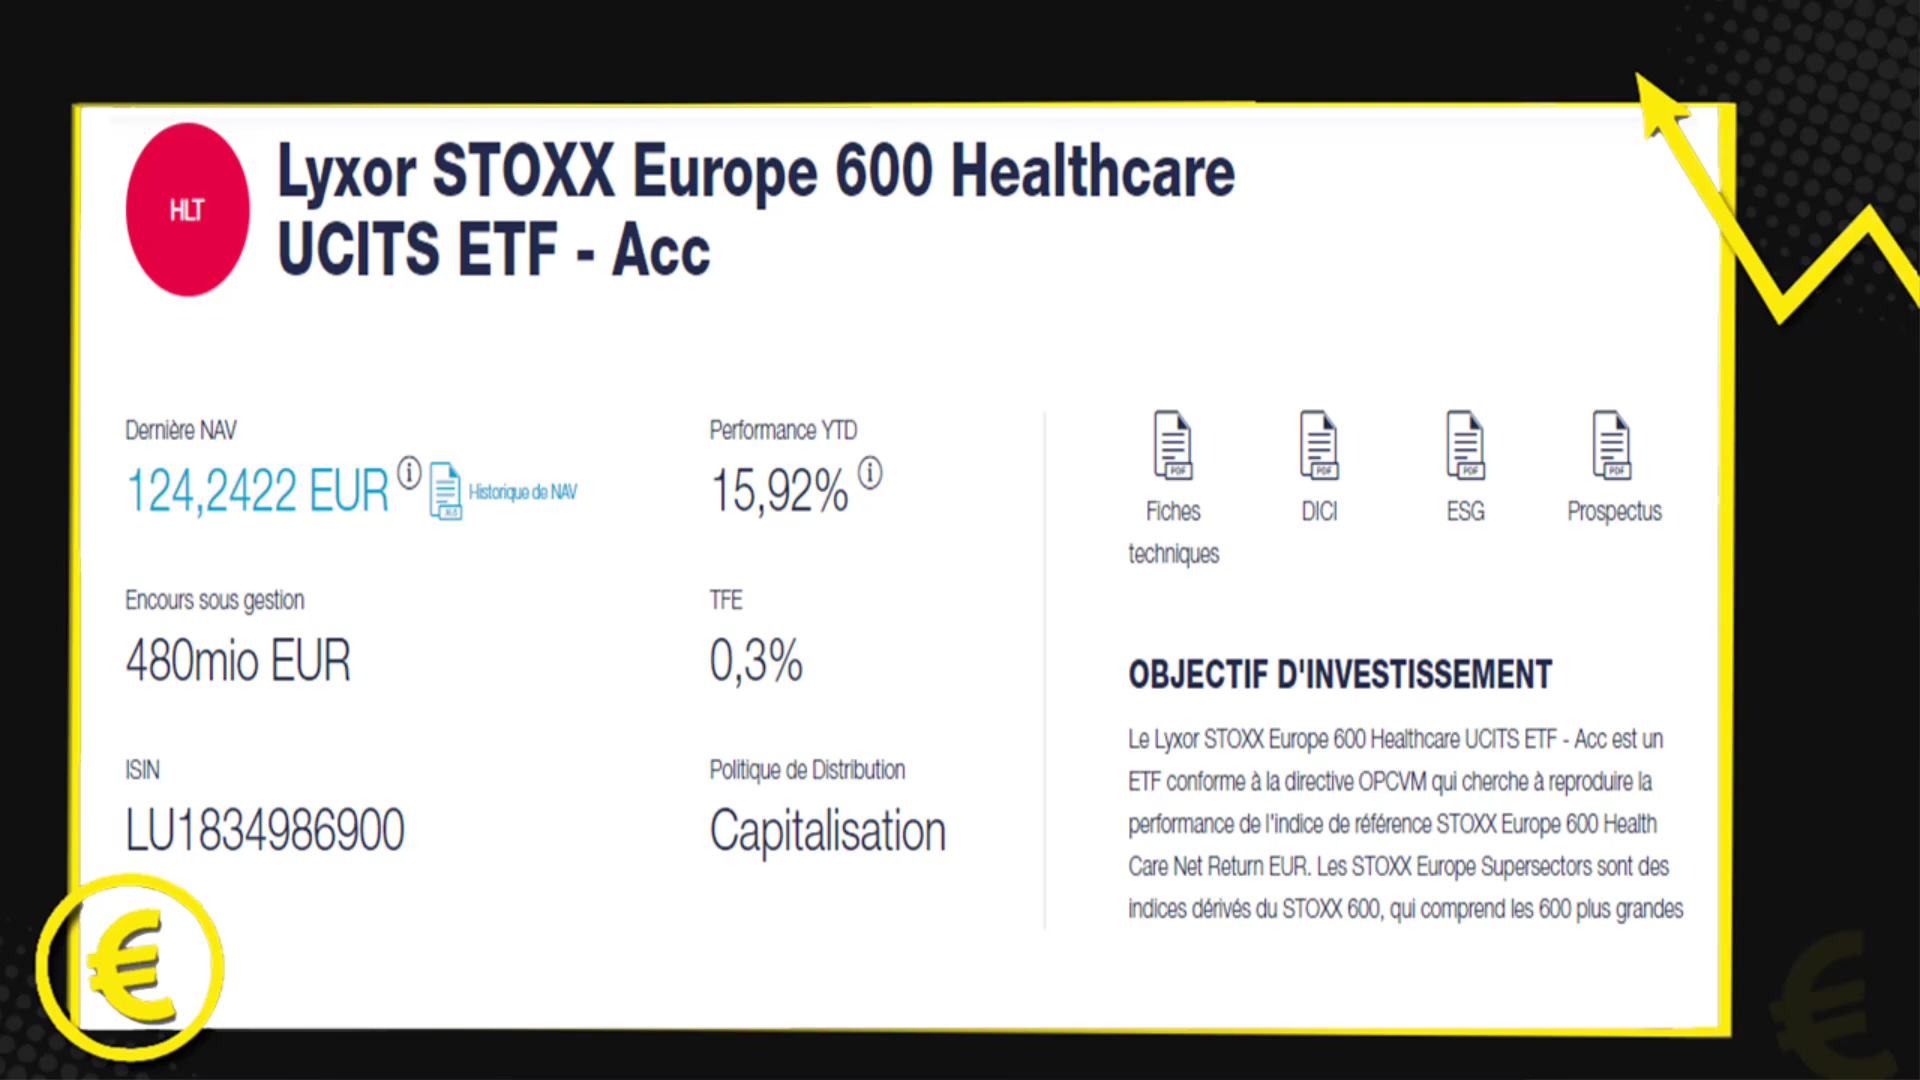 HLT
Lyxor STOXX Europe 600 Healthcare
UCITS ETF - Acc
Dernière NAV
124,2422 EUR
Historique de NAV
Performance YTD
15,92%
Encours sous gestion
480mio EUR
TFE
0,3%
ISIN
LU1834986900
Politique de Distribution
Capitalisation
PDF PDF PDF PDF
Fiches techniques
DICI
ESG
Prospectus
OBJECTIF D'INVESTISSEMENT
Le Lyxor STOXX Europe 600 Healthcare UCITS ETF - Acc est un
ETF conforme à la directive OPCVM qui cherche à reproduire la
performance de l'indice de référence STOXX Europe 600 Health
Care Net Return EUR. Les STOXX Europe Supersectors sont des
indices dérivés du STOXX 600, qui comprend les 600 plus grandes